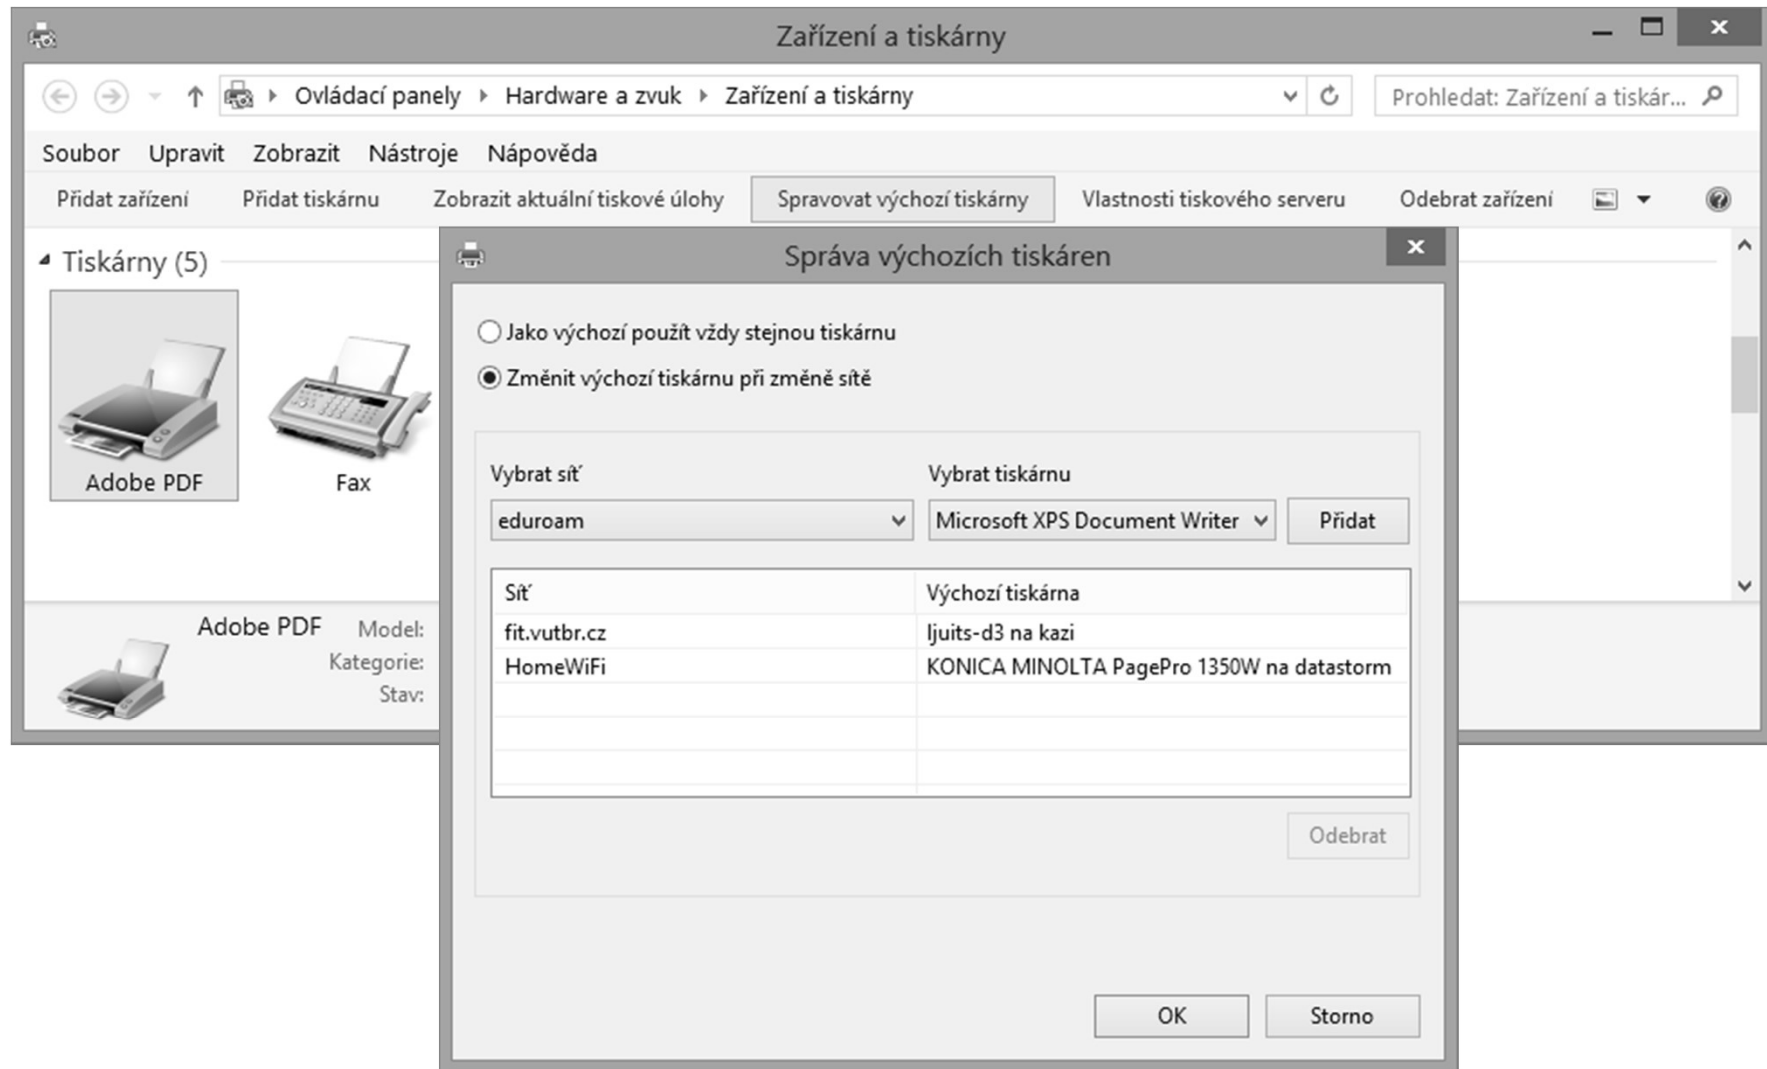 Zařízení a tiskárny
Ovládací panely Hardware a zvuk Zařízení a tiskárny Prohledat: Zařízení a tiskár...
Soubor Upravit Zobrazit Nástroje Nápověda
Přidat zařízení Přidat tiskárnu Zobrazit aktuální tiskové úlohy Spravovat výchozí tiskárny Vlastnosti tiskového serveru Odebrat zařízení
Tiskárny (5)
Adobe PDF Fax
Adobe PDF Model:
Kategorie:
Stav:
Správa výchozích tiskáren
Jako výchozí použít vždy stejnou tiskárnu
Změnit výchozí tiskárnu při změně sítě
Vybrat síť Vybrat tiskárnu
eduroam Microsoft XPS Document Writer Přidat
Síť Výchozí tiskárna
fit.vutbr.cz ljuits-d3 na kazi
HomeWiFi KONICA MINOLTA PagePro 1350W na datastorm
Odebrat
OK Storno